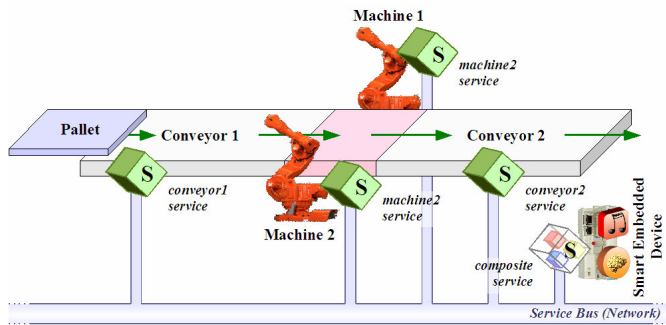 Machine 1
S
machine2
service
Pallet
Conveyor 1
Conveyor 2
S
conveyor1
service
S
machine2
service
S
conveyor2
service
Machine 2
S
composite
service
Smart Embedded
Device
Service Bus (Network)